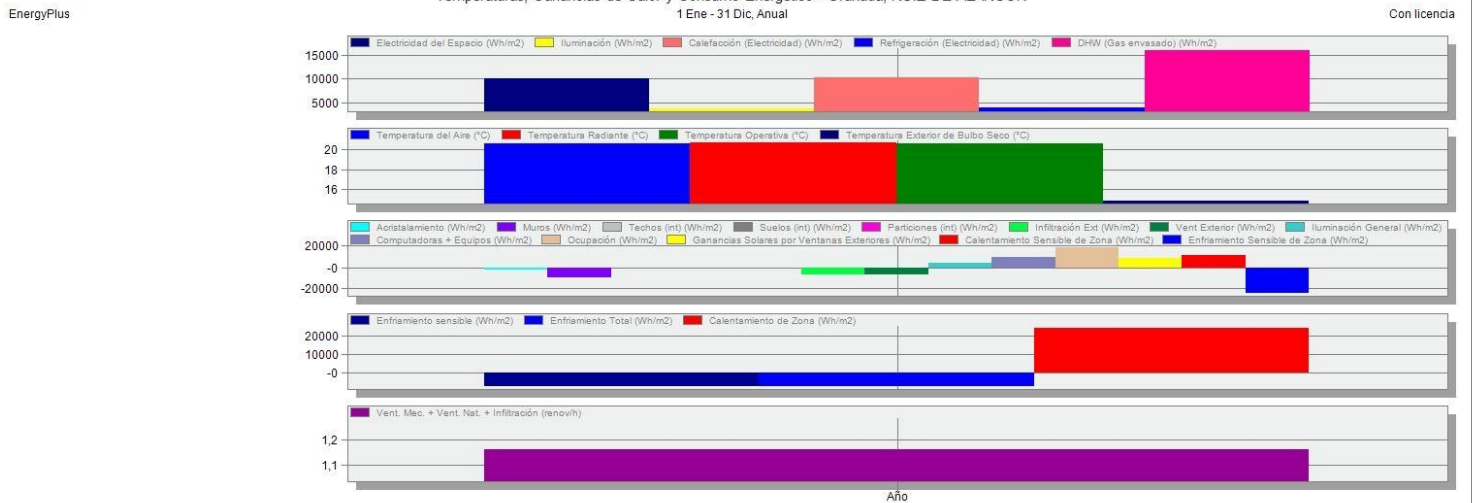 EnergyPlus
1 Ene - 31 Dic, Anual
Con licencia
Electricidad del Espacio (Wh/m2) Iluminación (Wh/m2) Calefacción (Electricidad) (Wh/m2) Refrigeración (Electricidad) (Wh/m2) DHW (Gas envasado) (Wh/m2)
15000
10000
5000
Temperatura del Aire (°C) Temperatura Radiante (°C) Temperatura Operativa (°C) Temperatura Exterior de Bulbo Seco (°C)
20
18
16
Acristalamiento (Wh/m2) Muros (Wh/m2) Techos (int) (Wh/m2) Suelos (int) (Wh/m2) Particiones (int) (Wh/m2) Infiltración Ext (Wh/m2) Vent Exterior (Wh/m2) Iluminación General (Wh/m2)
Computadoras + Equipos (Wh/m2) Ocupación (Wh/m2) Ganancias Solares por Ventanas Exteriores (Wh/m2) Calentamiento Sensible de Zona (Wh/m2) Enfriamiento Sensible de Zona (Wh/m2)
20000
-0
-20000
Enfriamiento sensible (Wh/m2) Enfriamiento Total (Wh/m2) Calentamiento de Zona (Wh/m2)
20000
10000
-0
Vent. Mec. + Vent. Nat. + Infiltración (renov/h)
1,2
1,1
Año